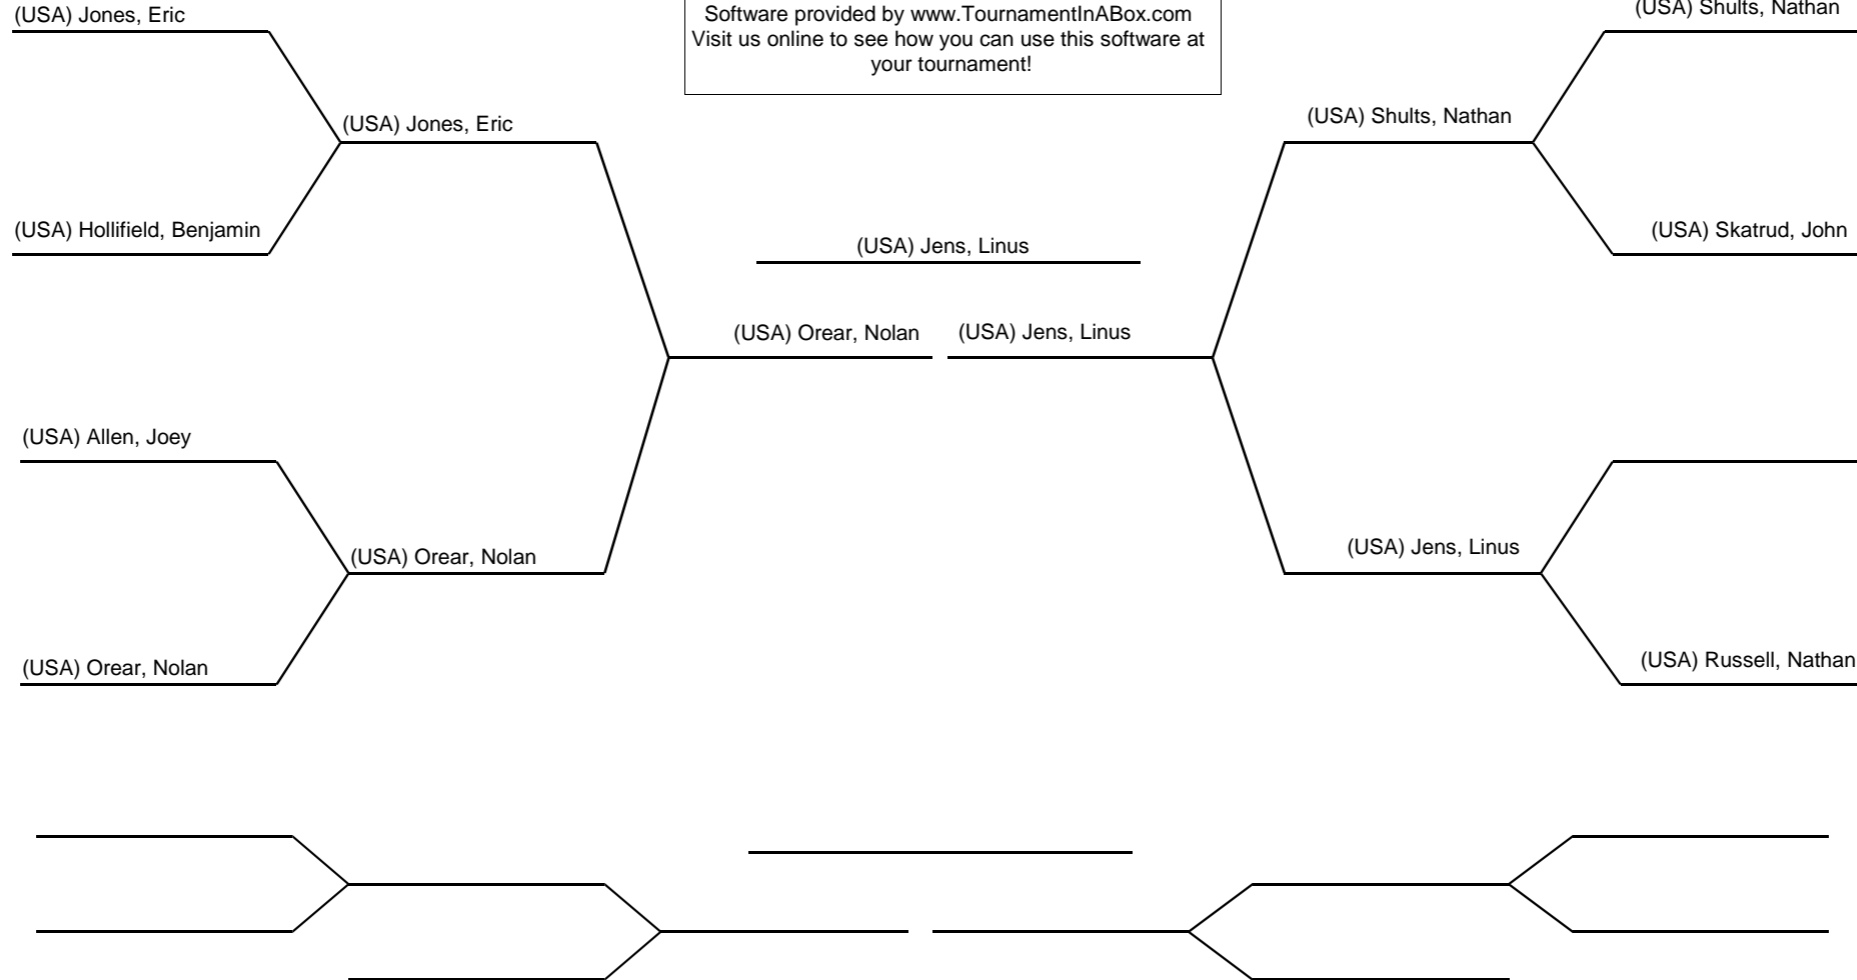 (USA) Jones, Eric
Software provided by www.TournamentInABox.com
Visit us online to see how you can use this software at
your tournament!
(USA) Shults, Nathan
(USA) Jones, Eric
(USA) Shults, Nathan
(USA) Hollifield, Benjamin
(USA) Jens, Linus
(USA) Skatrud, John
(USA) Orear, Nolan
(USA) Jens, Linus
(USA) Allen, Joey
(USA) Orear, Nolan
(USA) Jens, Linus
(USA) Orear, Nolan
(USA) Russell, Nathan